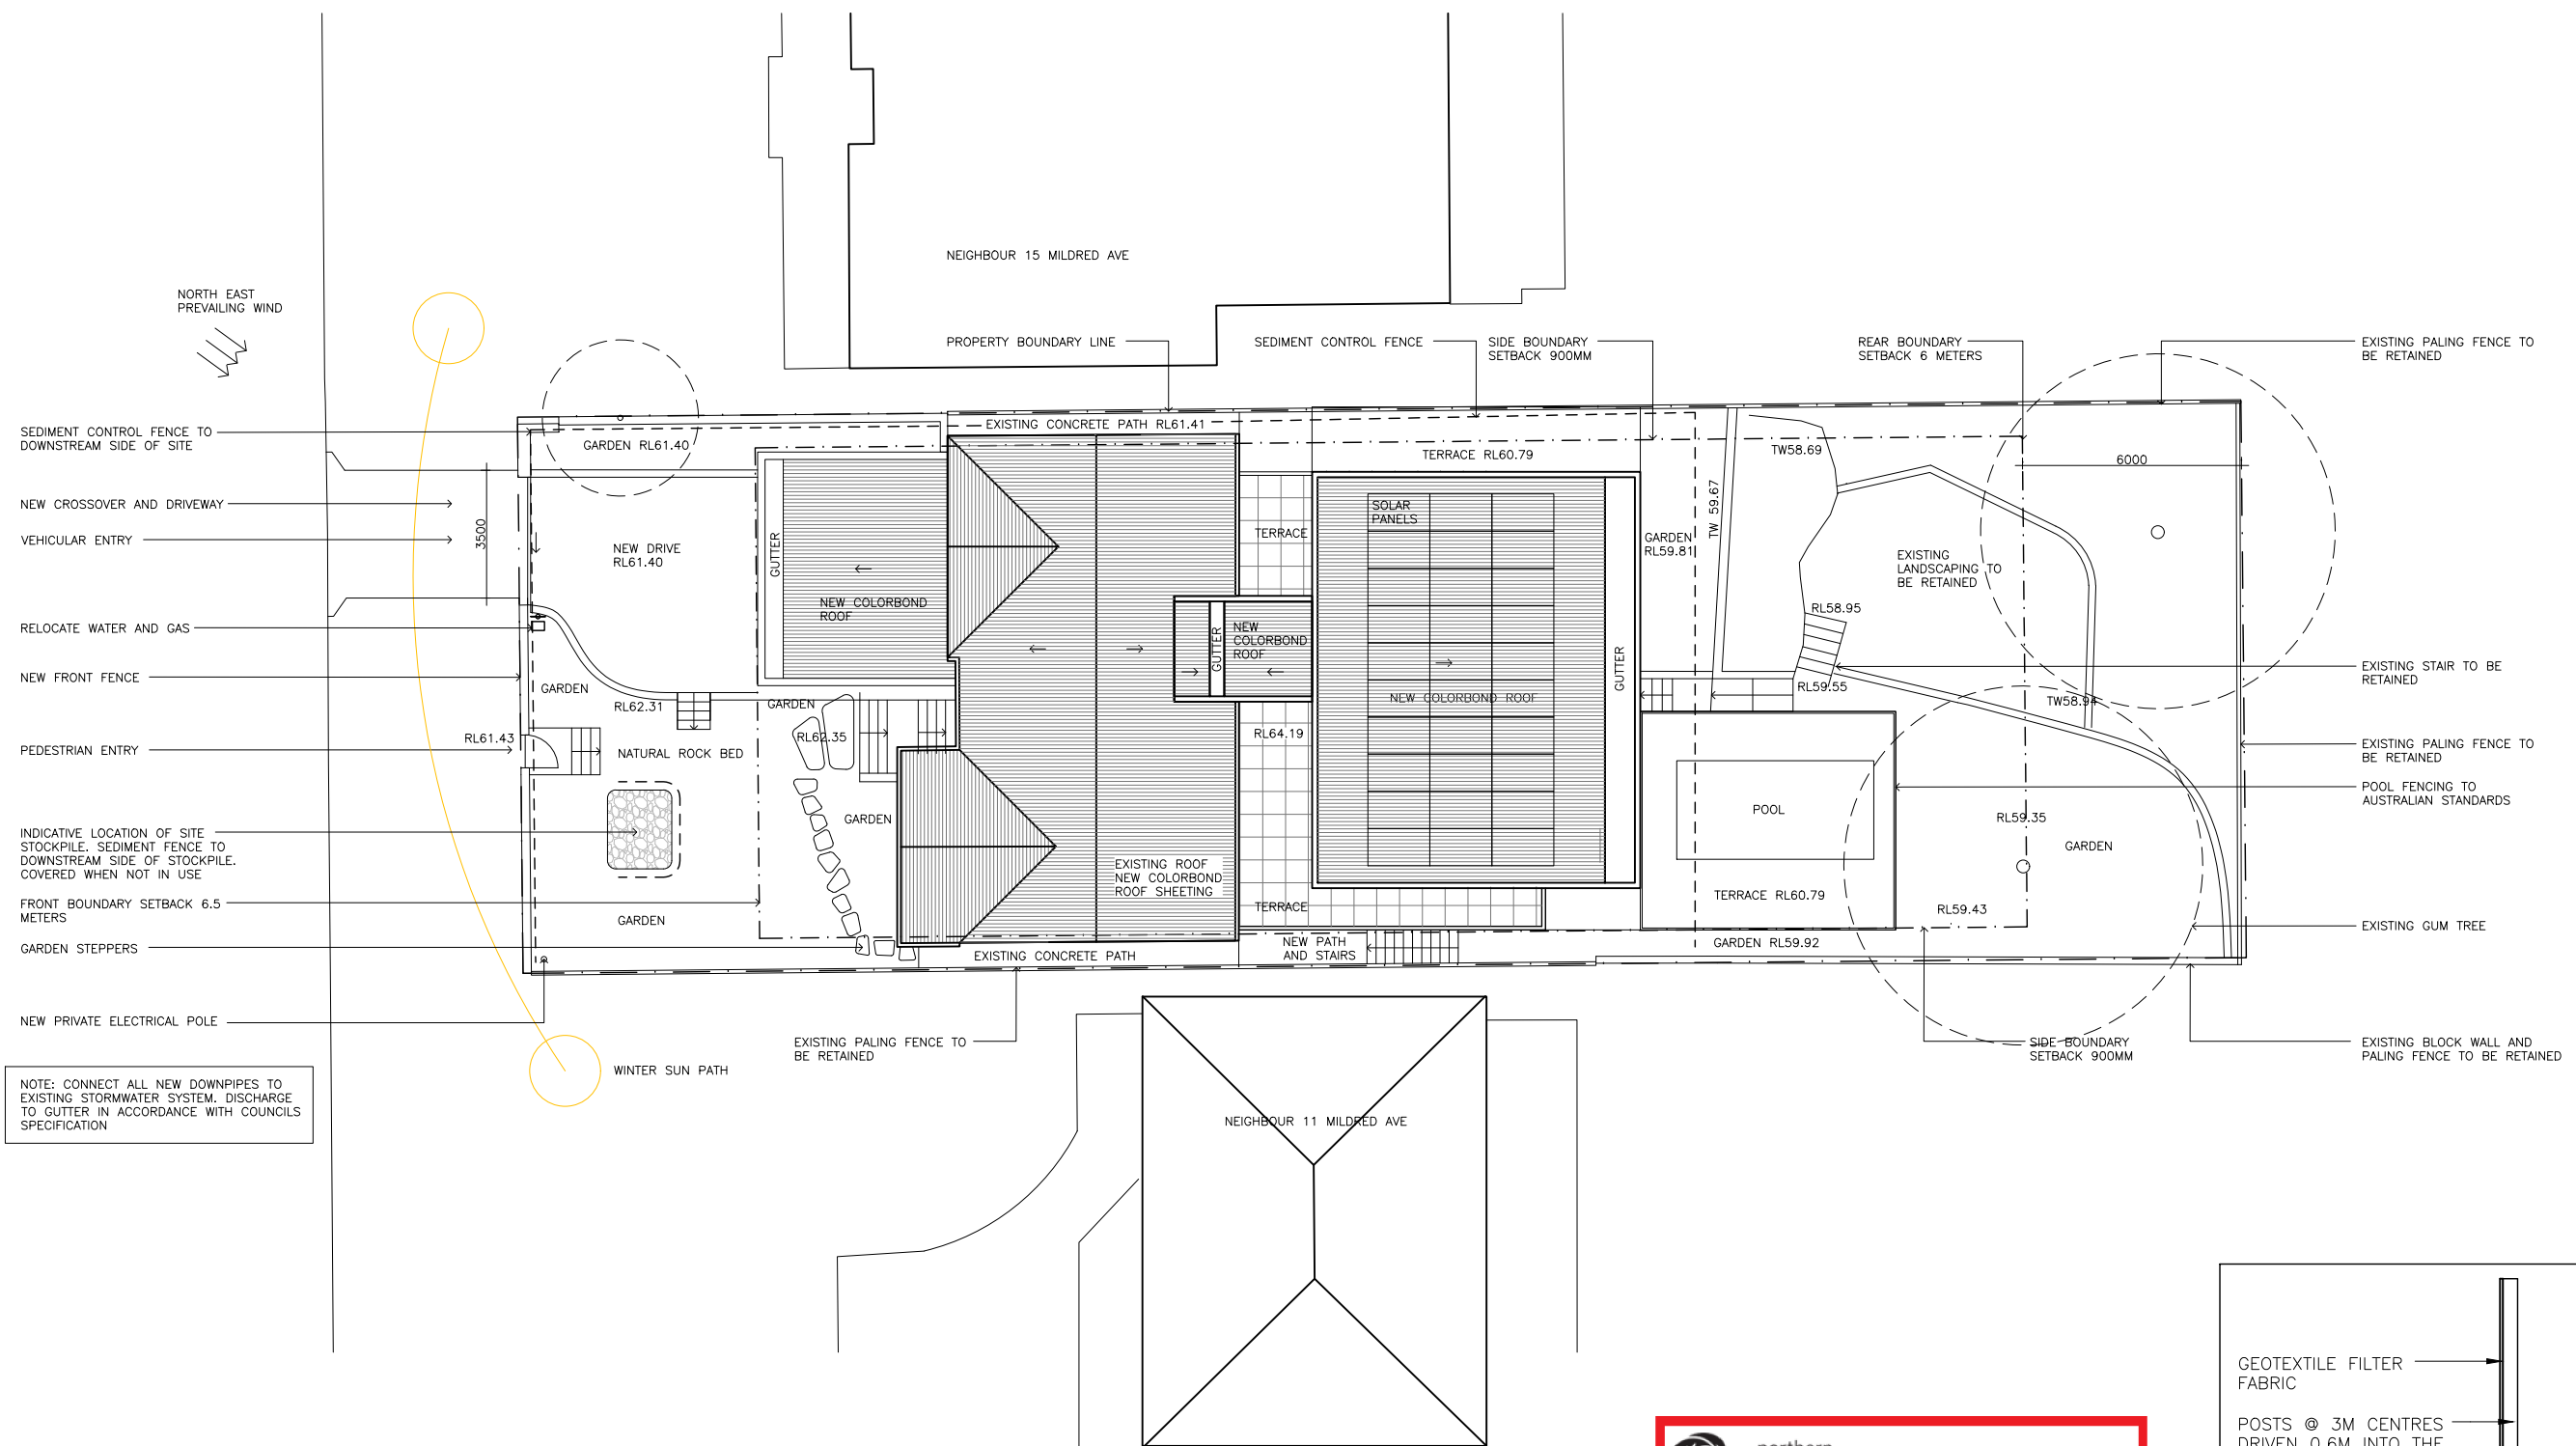 NEIGHBOUR 15 MILDRED AVE
NORTH EAST
PREVAILING WIND
PROPERTY BOUNDARY LINE
SEDIMENT CONTROL FENCE
SIDE BOUNDARY
SETBACK 900MM
REAR BOUNDARY
SETBACK 6 METERS
EXISTING PALING FENCE TO
BE RETAINED
SEDIMENT CONTROL FENCE TO
DOWNSTREAM SIDE OF SITE
NEW CROSSOVER AND DRIVEWAY
VEHICULAR ENTRY
RELOCATE WATER AND GAS
NEW FRONT FENCE
PEDESTRIAN ENTRY
INDICATIVE LOCATION OF SITE
STOCKPILE. SEDIMENT FENCE TO
DOWNSTREAM SIDE OF STOCKPILE.
COVERED WHEN NOT IN USE
FRONT BOUNDARY SETBACK 6.5
METERS
GARDEN STEPPERS
NEW PRIVATE ELECTRICAL POLE
NOTE: CONNECT ALL NEW DOWNPIPES TO
EXISTING STORMWATER SYSTEM. DISCHARGE
TO GUTTER IN ACCORDANCE WITH COUNCILS
SPECIFICATION
GARDEN RL61.40
3500
NEW DRIVE
RL61.40
GARDEN
RL62.31
RL61.43
NATURAL ROCK BED
GARDEN
GARDEN
RL62.35
GARDEN
GUTTER
NEW COLORBOND
ROOF
EXISTING CONCRETE PATH RL61.41
EXISTING ROOF
NEW COLORBOND
ROOF SHEETING
EXISTING CONCRETE PATH
TERRACE
GUTTER
NEW
COLORBOND
ROOF
RL64.19
TERRACE
NEW PATH
AND STAIRS
TERRACE RL60.79
SOLAR
PANELS
NEW COLORBOND ROOF
GUTTER
GARDEN
RL59.81
TW 59.67
TW58.69
6000
EXISTING
LANDSCAPING TO
BE RETAINED
RL58.95
RL59.55
TW58.94
POOL
TERRACE RL60.79
RL59.35
GARDEN
RL59.43
GARDEN RL59.92
EXISTING STAIR TO BE
RETAINED
EXISTING PALING FENCE TO
BE RETAINED
POOL FENCING TO
AUSTRALIAN STANDARDS
EXISTING GUM TREE
EXISTING BLOCK WALL AND
PALING FENCE TO BE RETAINED
SIDE BOUNDARY
SETBACK 900MM
EXISTING PALING FENCE TO
BE RETAINED
WINTER SUN PATH
NEIGHBOUR 11 MILDRED AVE
GEOTEXTILE FILTER
FABRIC
POSTS @ 3M CENTRES
DRIVEN 0.6M INTO THE
northern